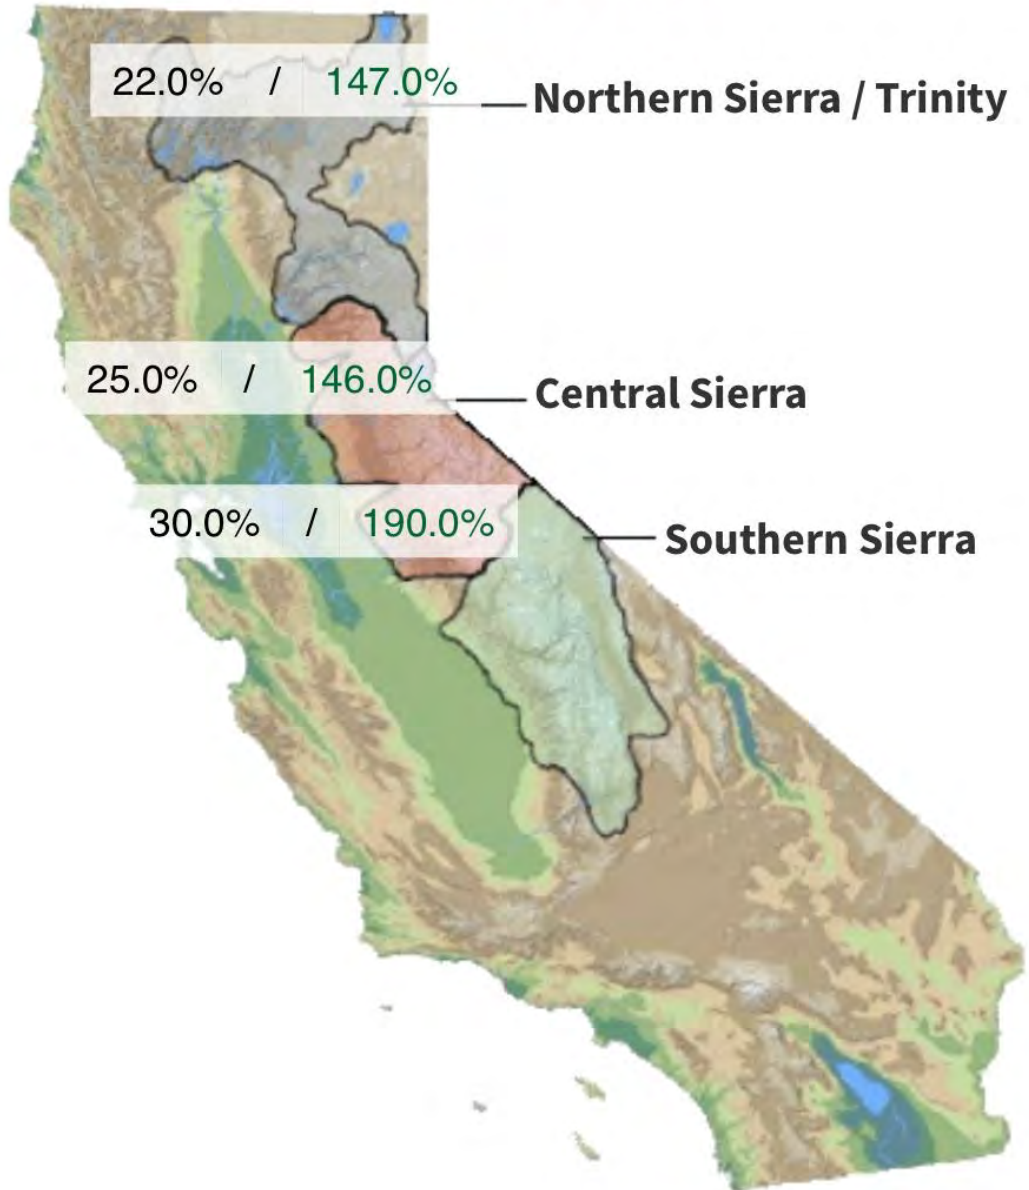 22.0% / 147.0% Northern Sierra / Trinity
25.0% / 146.0% Central Sierra
30.0% / 190.0% Southern Sierra